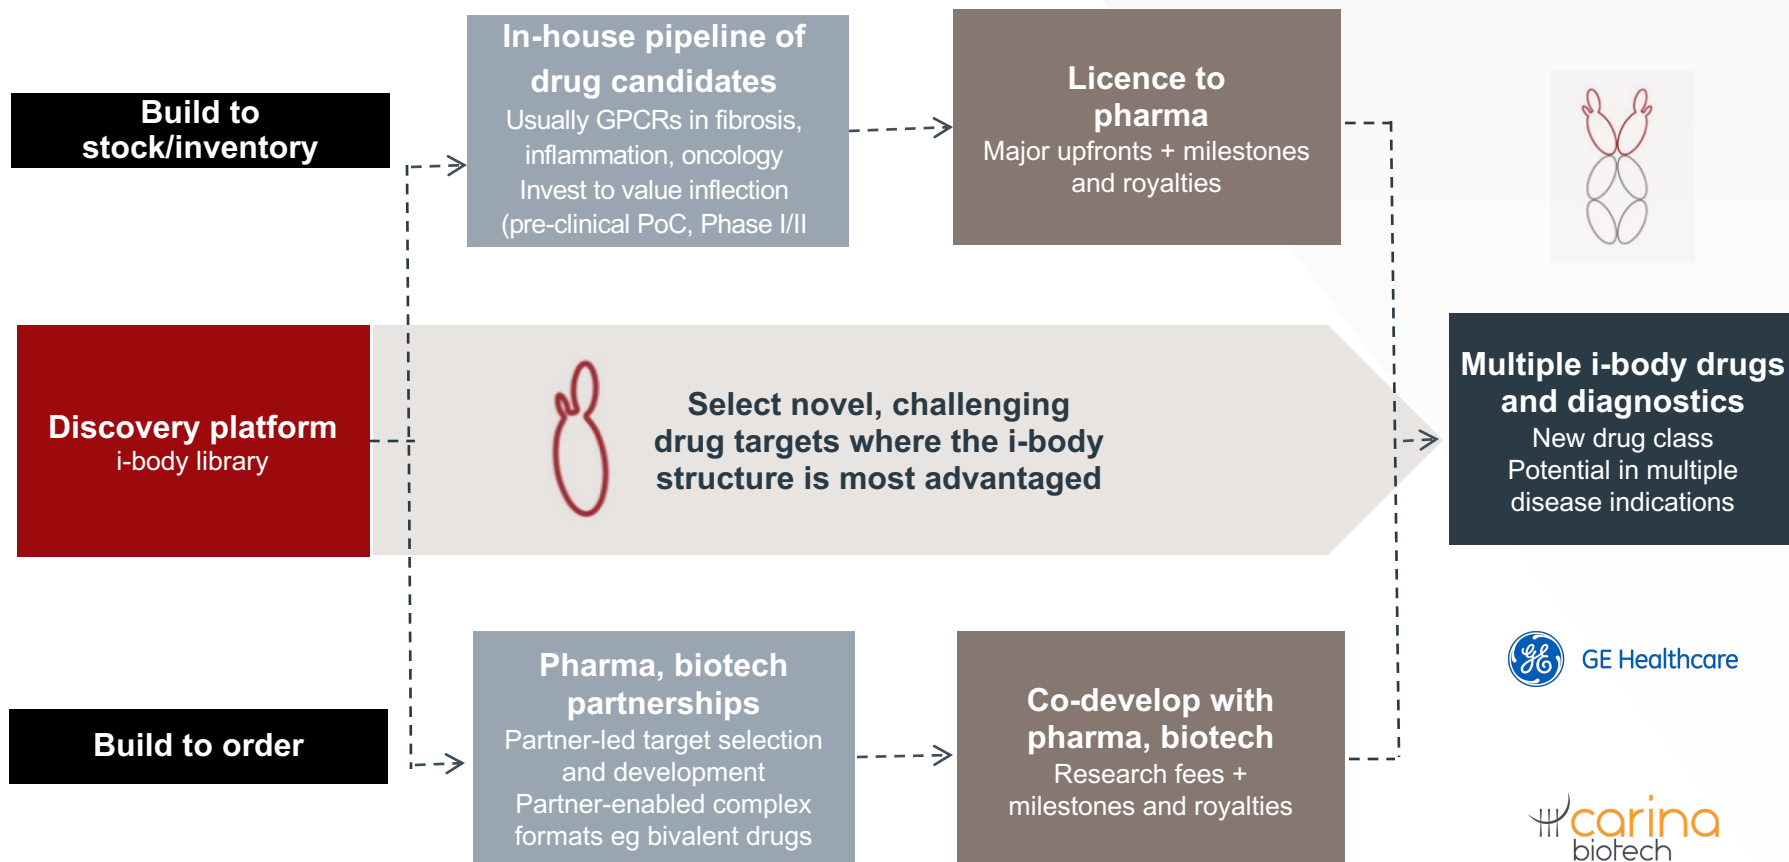 Build to
stock/inventory
In-house pipeline of
drug candidates
Usually GPCRs in fibrosis,
inflammation, oncology
Invest to value inflection
(pre-clinical PoC, Phase I/II
Licence to
pharma
Major upfronts + milestones
and royalties
Discovery platform
i-body library
Select novel, challenging
drug targets where the i-body
structure is most advantaged
Multiple i-body drugs
and diagnostics
New drug class
Potential in multiple
disease indications
Build to order
Pharma, biotech
partnerships
Partner-led target selection
and development
Partner-enabled complex
formats eg bivalent drugs
Co-develop with
pharma, biotech
Research fees +
milestones and royalties
GE GE Healthcare
carina
biotech